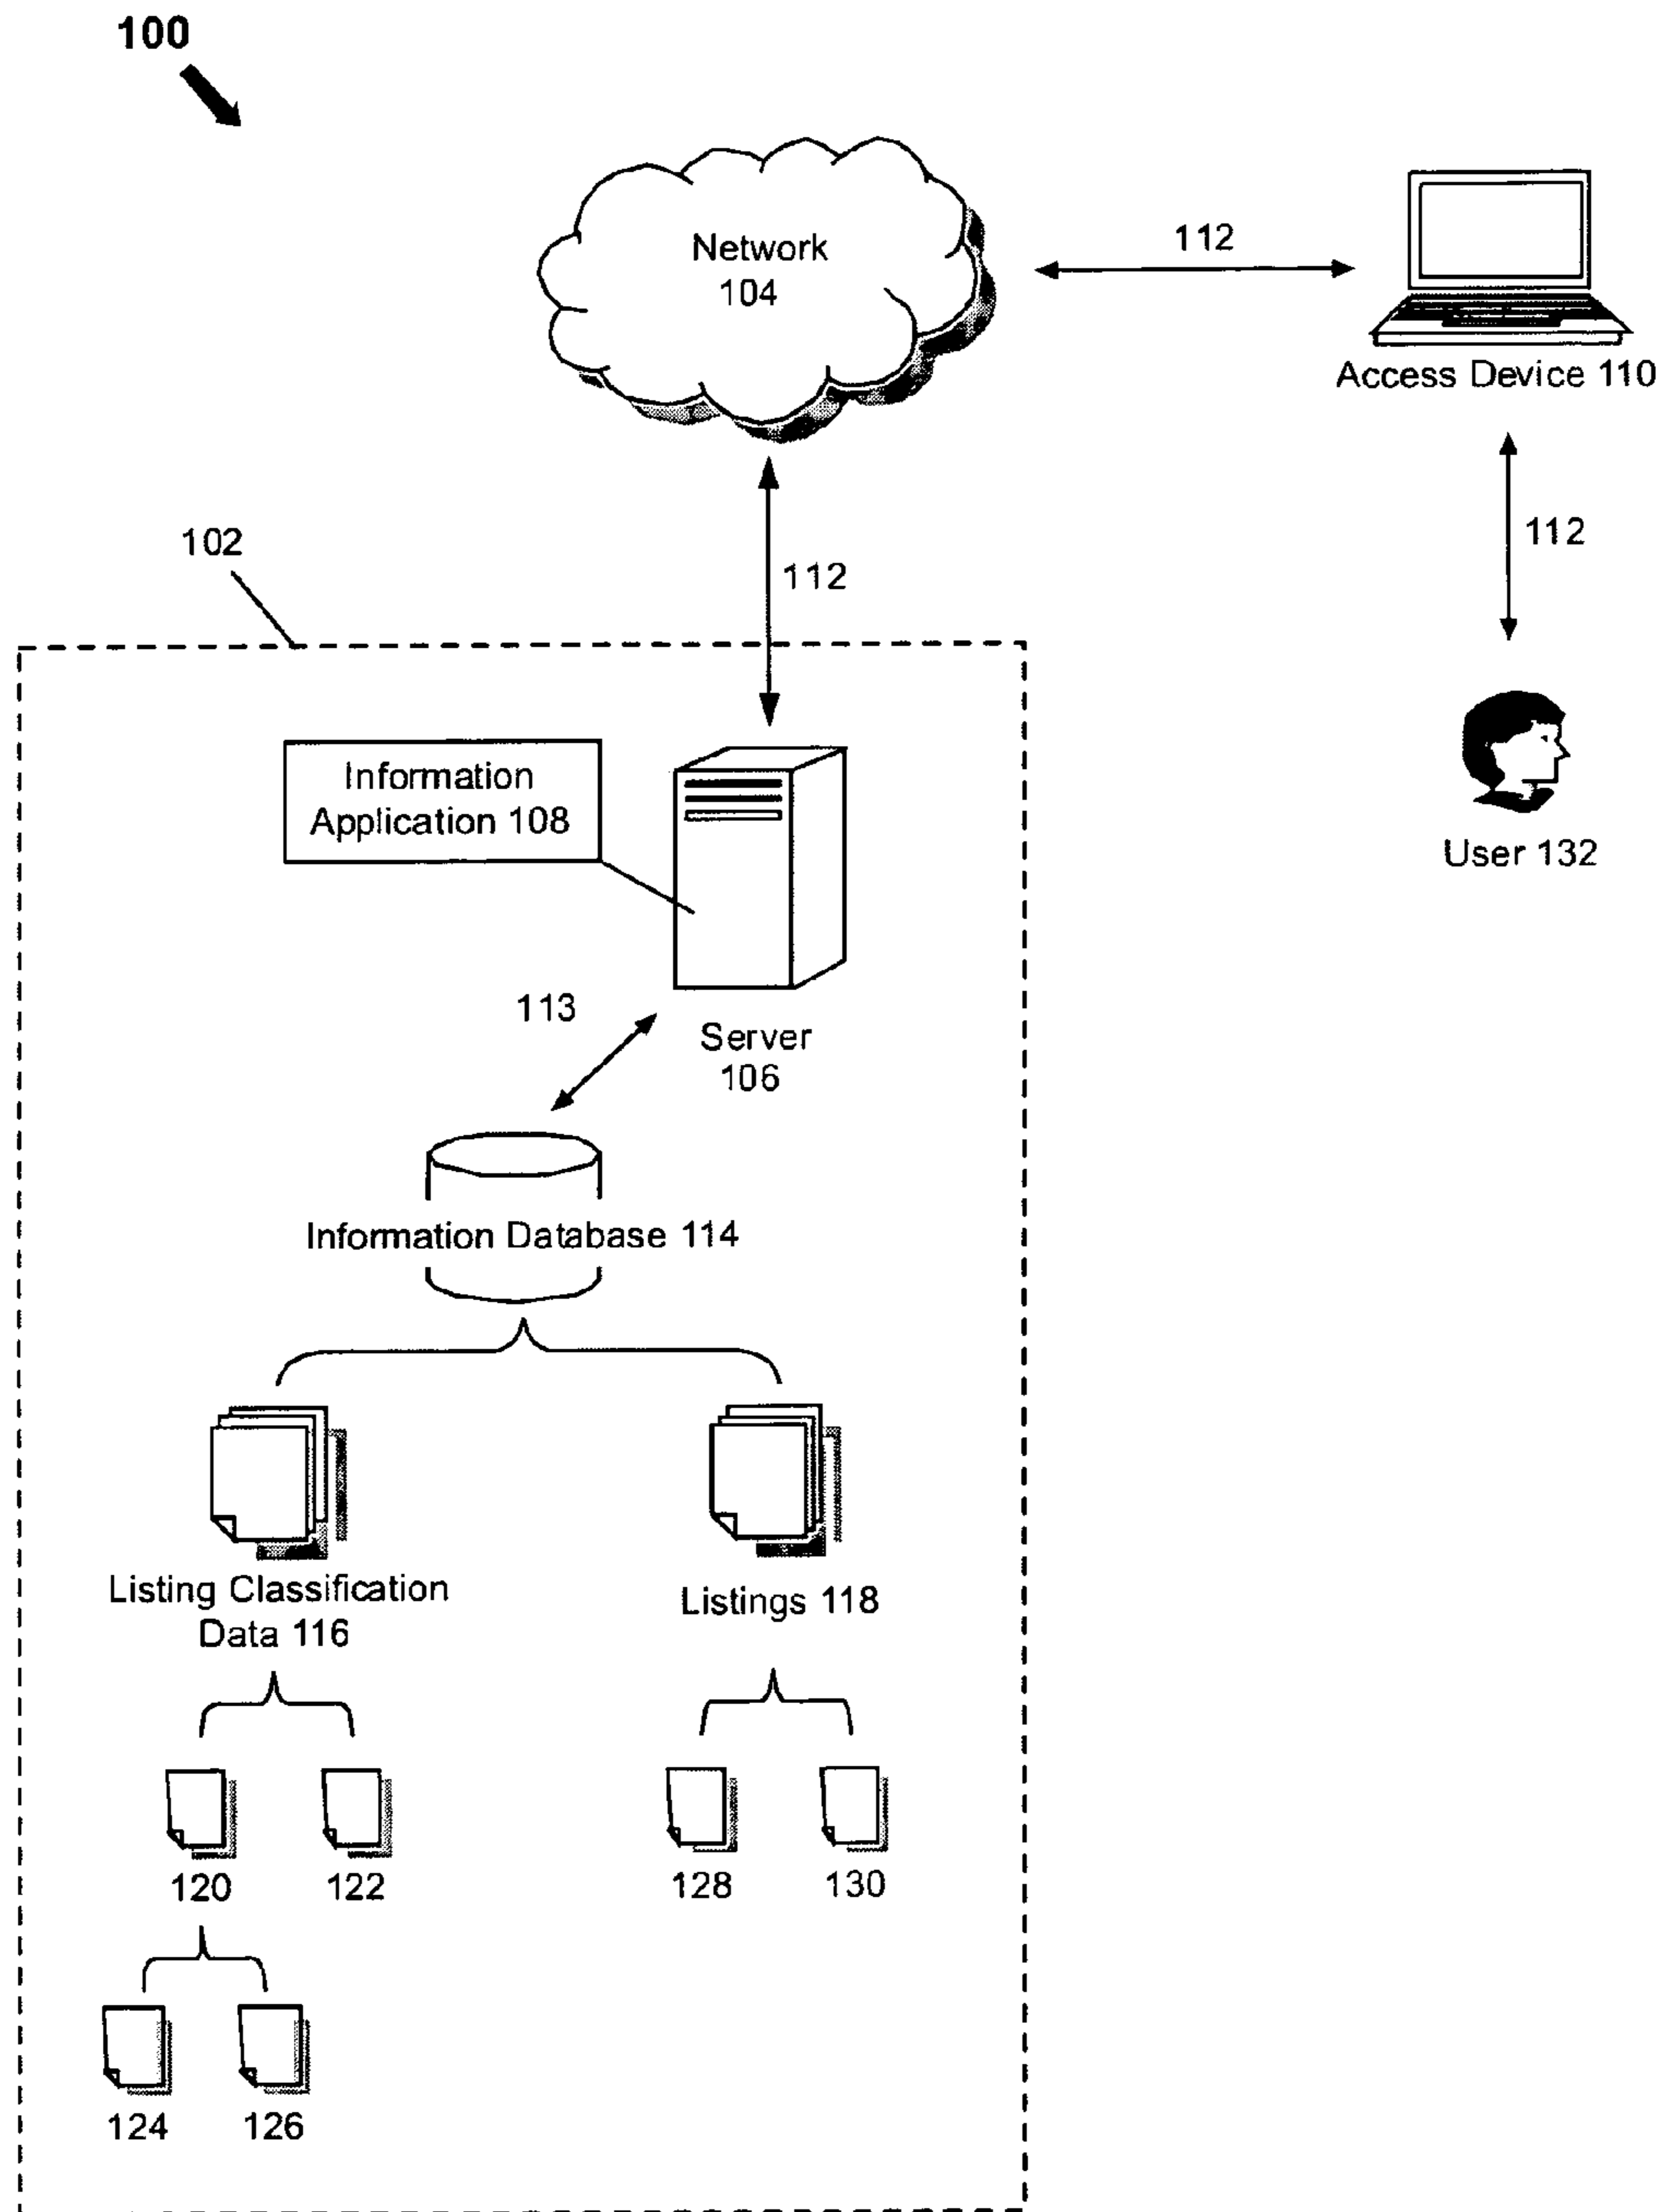 100
Network
104
112
Access Device 110
112
102
112
User 132
Information
Application 108
113
Server
106
Information Database 114
Listing Classification
Data 116
Listings 118
120
122
128
130
124
126